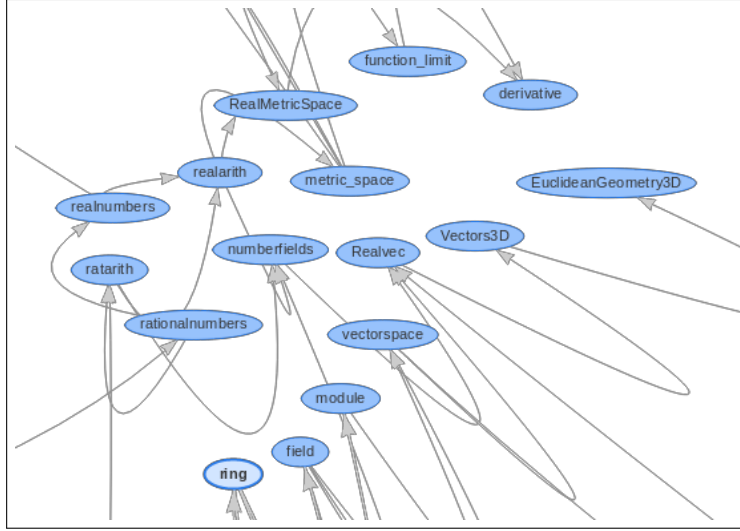 function_limit
derivative
RealMetricSpace
realarith
metric_space
EuclideanGeometry3D
realnumbers
Vectors3D
numberfields
Realvec
ratarith
rationalnumbers
vectorspace
module
field
ring